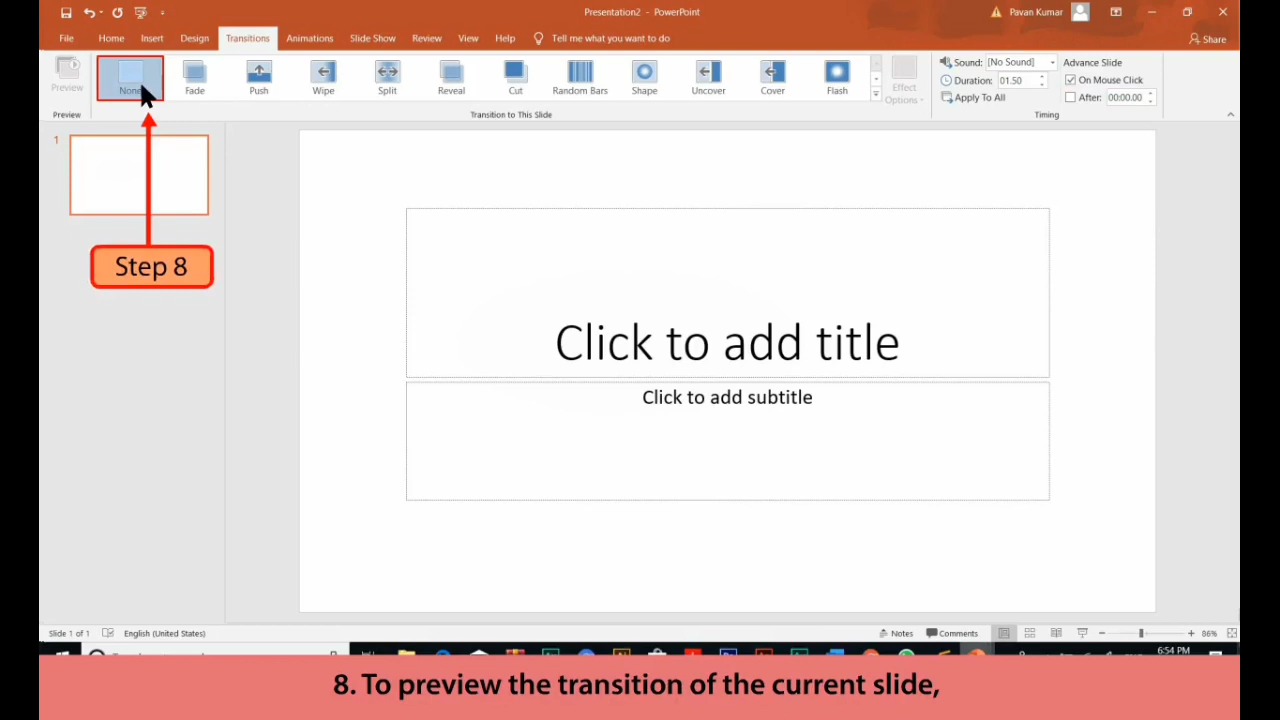 Presentation2 - PowerPoint
Pavan Kumar
File Home Insert Design Transitions Animations Slide Show Review View Help Tell me what you want to do
Share
Preview
None Fade Push Wipe Split Reveal Cut Random Bars Shape Uncover Cover Flash
Effect
Options
Sound: [No Sound]
Duration: 01.50
Apply To All
Advance Slide
On Mouse Click
After: 00:00.00
Preview
Transition to This Slide
Timing
1
Step 8
Click to add title
Click to add subtitle
Slide 1 of 1 English (United States)
Notes Comments
86%
6:54 PM
8. To preview the transition of the current slide,